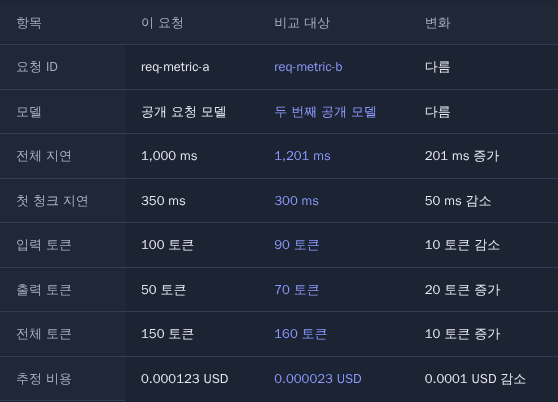 항목 이 요청 비교 대상 변화
요청 ID req-metric-a req-metric-b 다름
모델 공개 요청 모델 두 번째 공개 모델 다름
전체 지연 1,000 ms 1,201 ms 201 ms 증가
첫 청크 지연 350 ms 300 ms 50 ms 감소
입력 토큰 100 토큰 90 토큰 10 토큰 감소
출력 토큰 50 토큰 70 토큰 20 토큰 증가
전체 토큰 150 토큰 160 토큰 10 토큰 증가
추정 비용 0.000123 USD 0.000023 USD 0.0001 USD 감소